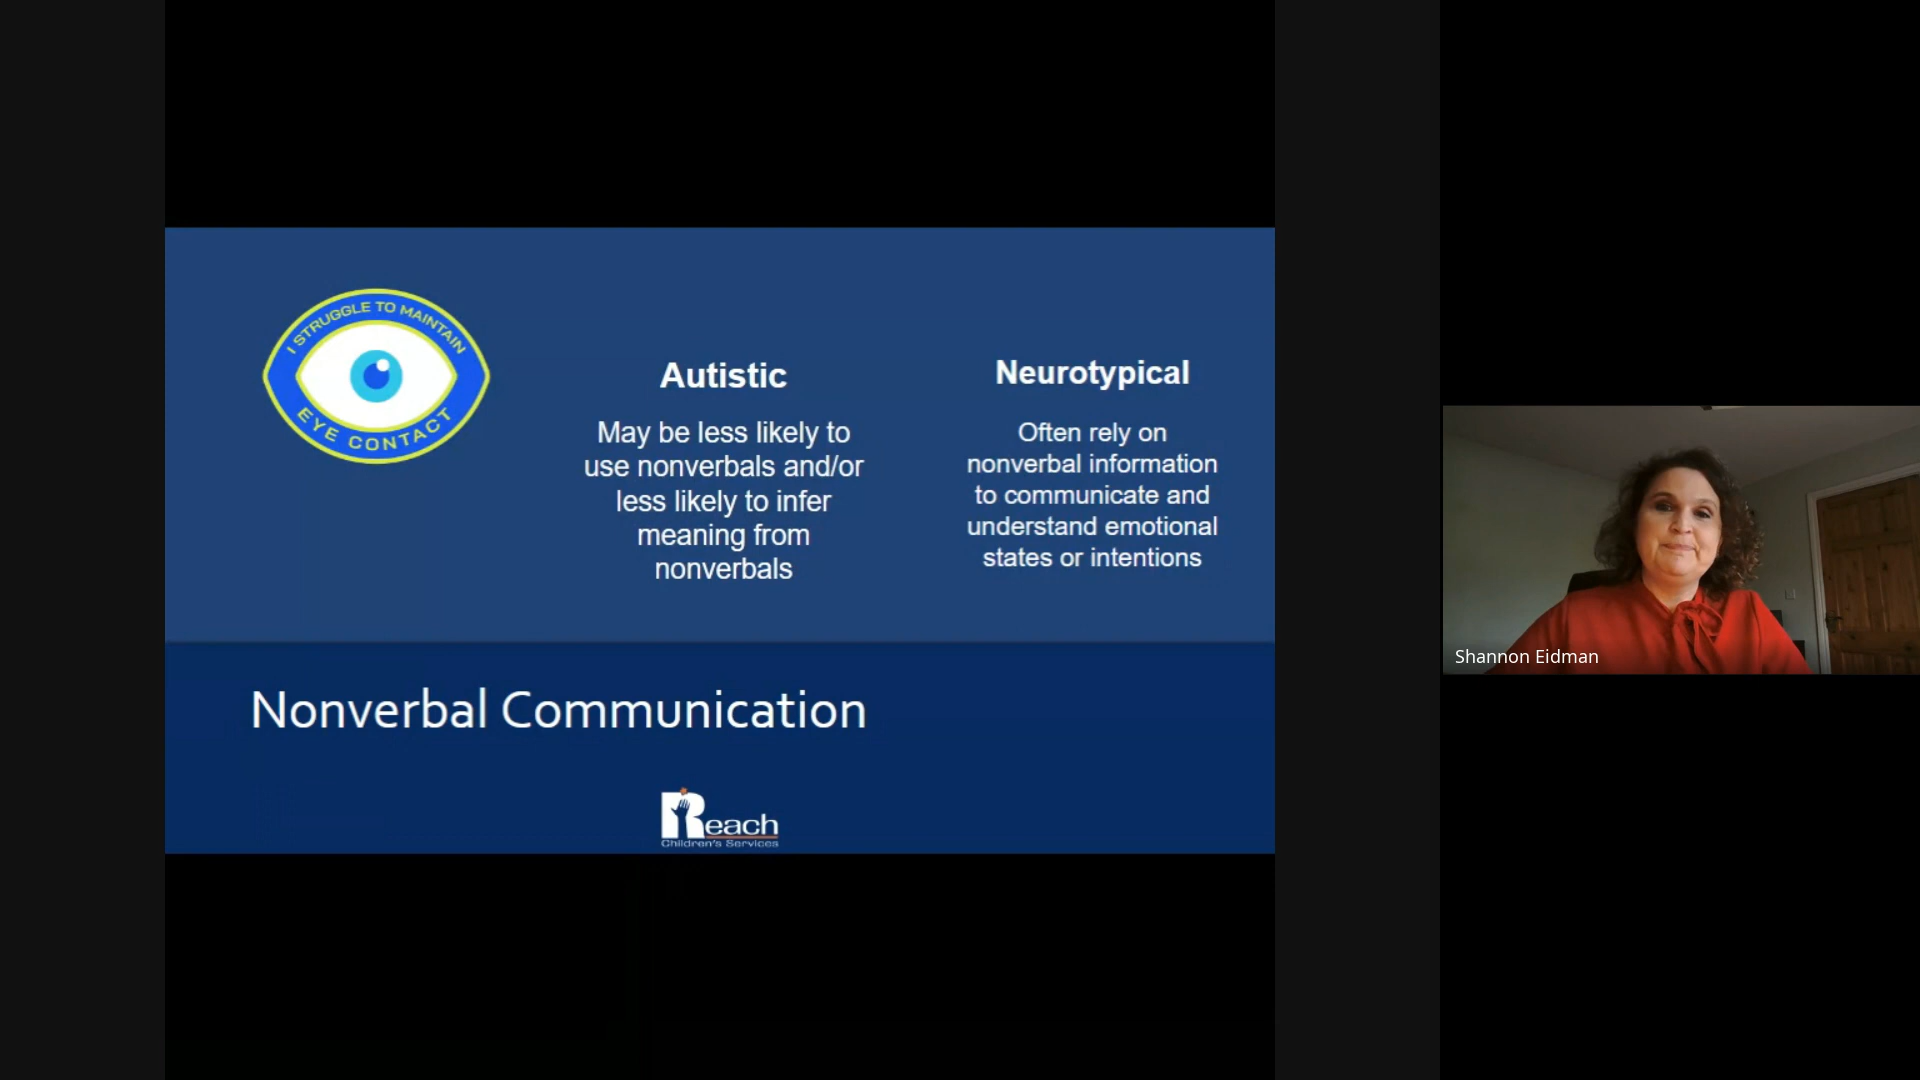 I STRUGGLE TO MAINTAIN
EYE CONTACT
Autistic
May be less likely to
use nonverbals and/or
less likely to infer
meaning from
nonverbals
Neurotypical
Often rely on
nonverbal information
to communicate and
understand emotional
states or intentions
Nonverbal Communication
Reach
Children's Services
Shannon Eidman